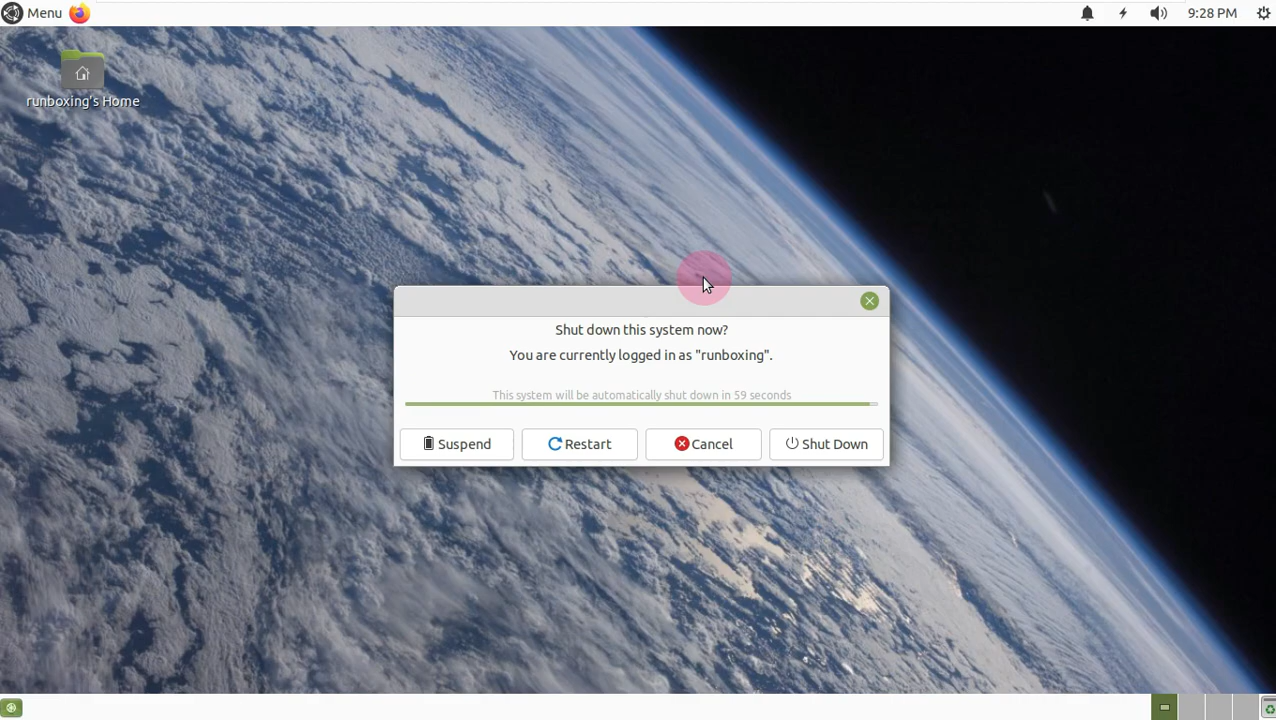 Menu
9:28 PM
runboxing's Home
Shut down this system now?
You are currently logged in as "runboxing".
This system will be automatically shut down in 59 seconds
Suspend
Restart
Cancel
Shut Down